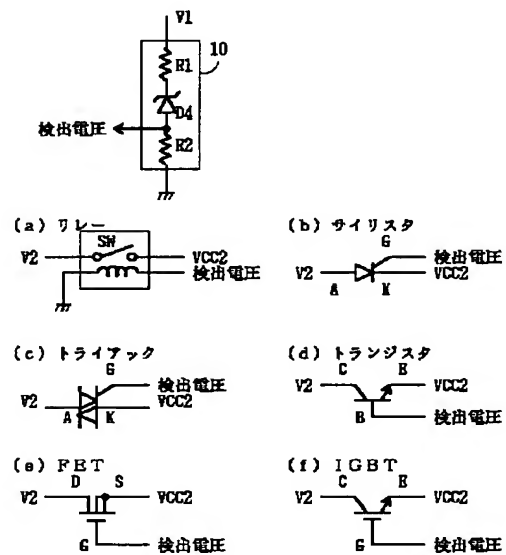 V1
10
R1
D4
検出電圧
R2
(a) リレー
SW
V2
VCC2
検出電圧
(b) サイリスタ
G
検出電圧
V2
VCC2
A
K
(c) トライアック
G
検出電圧
V2
VCC2
A
K
(d) トランジスタ
C
E
V2
VCC2
B
検出電圧
(e) FET
D
S
V2
VCC2
G
検出電圧
(f) IGBT
C
E
V2
VCC2
G
検出電圧